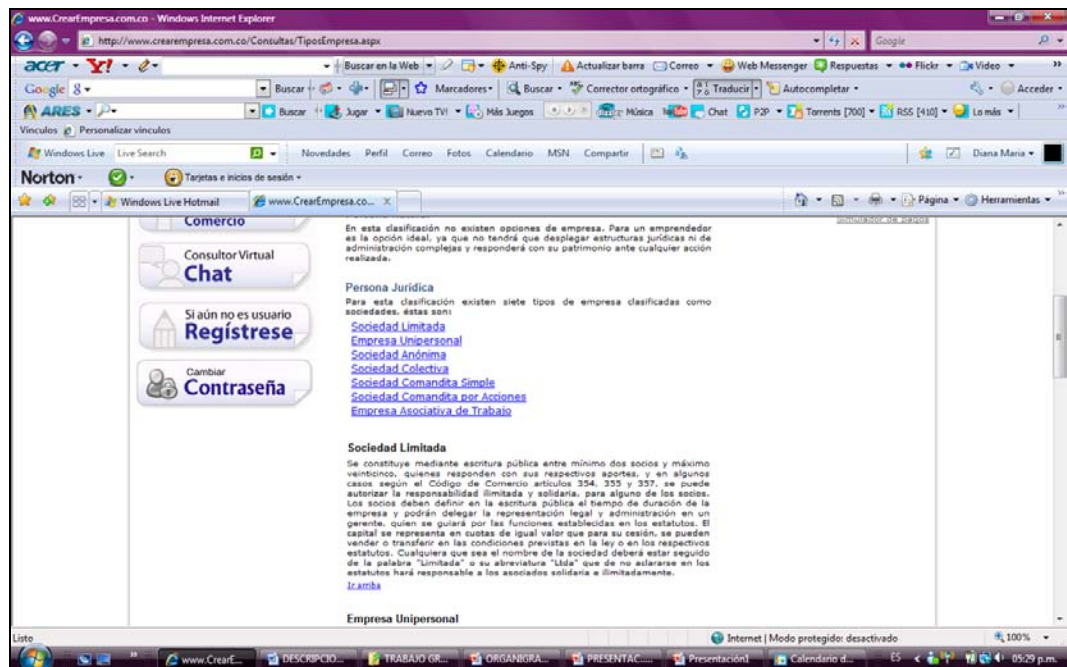 www.CrearEmpresa.com.co - Windows Internet Explorer
http://www.crearempresa.com.co/Consultas/TiposEmpresa.aspx
Google
acer Y! Buscar en la Web Anti-Spy Actualizar barra Correo Web Messenger Respuestas Flickr Video
Google Buscar Marcadores Buscar Corrector ortográfico Traducir Autocompletar Acceder
ARES Buscar Jugar Nuevo TV! Más Juegos Música Chat P2P Torrents [700] RSS [410] Lo más
Vínculos Personalizar vínculos
Windows Live Live Search Novedades Perfil Correo Fotos Calendario MSN Compartir Diana Maria
Norton Tarjetas e inicios de sesión
Windows Live Hotmail www.CrearEmpresa.co... Página Herramientas
Comercio
Consultor Virtual
Chat
Si aún no es usuario
Regístrese
Cambiar
Contraseña
En esta clasificación no existen opciones de empresa. Para un emprendedor
es la opción ideal, ya que no tendrá que desplegar estructuras jurídicas ni de
administración complejas y responderá con su patrimonio ante cualquier acción
realizada.
Persona Jurídica
Para esta clasificación existen siete tipos de empresa clasificadas como
sociedades, éstas son:
Sociedad Limitada
Empresa Unipersonal
Sociedad Anónima
Sociedad Colectiva
Sociedad Comandita Simple
Sociedad Comandita por Acciones
Empresa Asociativa de Trabajo
Sociedad Limitada
Se constituye mediante escritura pública entre mínimo dos socios y máximo
veinticinco, quienes responden con sus respectivos aportes, y en algunos
casos según el Código de Comercio artículos 354, 355 y 357, se puede
autorizar la responsabilidad ilimitada y solidaria, para alguno de los socios.
Los socios deben definir en la escritura pública el tiempo de duración de la
empresa y podrán delegar la representación legal y administración en un
gerente, quien se guiará por las funciones establecidas en los estatutos. El
capital se representa en cuotas de igual valor que para su cesión, se pueden
vender o transferir en las condiciones previstas en la ley o en los respectivos
estatutos. Cualquiera que sea el nombre de la sociedad deberá estar seguido
de la palabra "Limitada" o su abreviatura "Ltda" que de no aclararse en los
estatutos hará responsable a los asociados solidaria e ilimitadamente.
Ir arriba
Empresa Unipersonal
Listo Internet | Modo protegido: desactivado 100%
www.CrearE... DESCRIPCIO... TRABAJO GR... ORGANIGRA... PRESENTAC... Presentación1 Calendario d... ES 05:29 p.m.